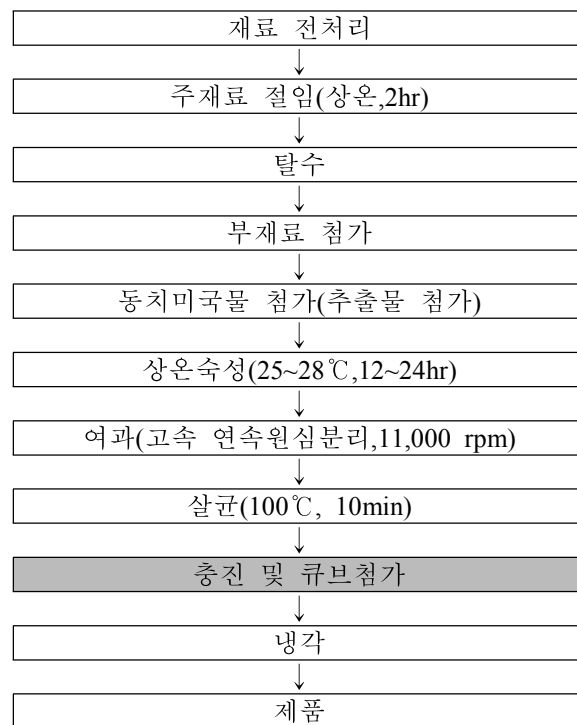 재료 전처리
주재료 절임(상온,2hr)
탈수
부재료 첨가
동치미국물 첨가(추출물 첨가)
상온숙성(25~28℃,12~24hr)
여과(고속 연속원심분리,11,000 rpm)
살균(100℃, 10min)
충진 및 큐브첨가
냉각
제품